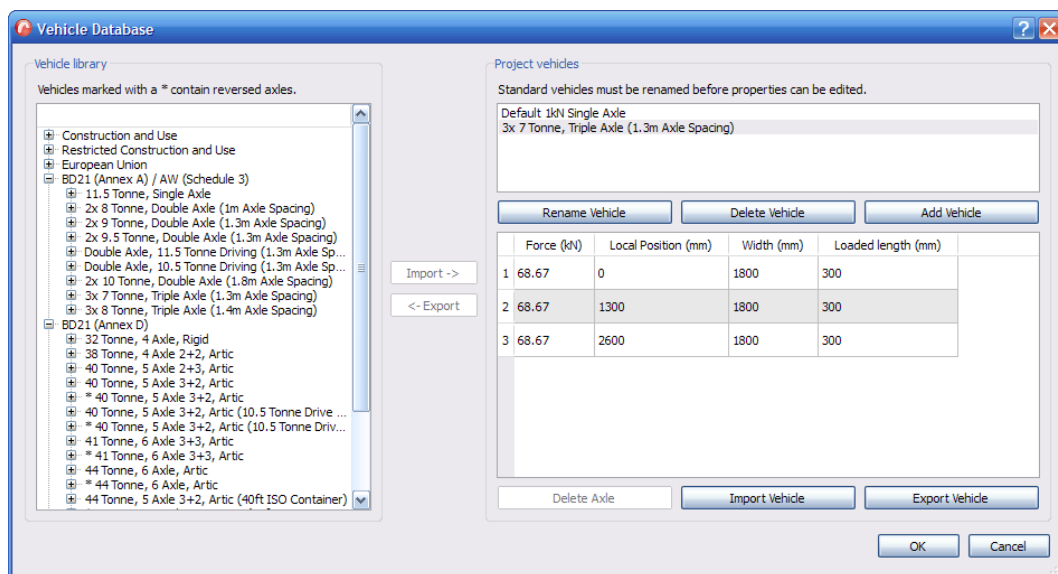 Vehicle Database
Vehicle library
Vehicles marked with a * contain reversed axles.
Construction and Use
Restricted Construction and Use
European Union
BD21 (Annex A) / AW (Schedule 3)
11.5 Tonne, Single Axle
2x 8 Tonne, Double Axle (1m Axle Spacing)
2x 9 Tonne, Double Axle (1.3m Axle Spacing)
2x 9.5 Tonne, Double Axle (1.3m Axle Spacing)
Double Axle, 11.5 Tonne Driving (1.3m Axle Sp...
Double Axle, 10.5 Tonne Driving (1.3m Axle Sp...
2x 10 Tonne, Double Axle (1.8m Axle Spacing)
3x 7 Tonne, Triple Axle (1.3m Axle Spacing)
3x 8 Tonne, Triple Axle (1.4m Axle Spacing)
BD21 (Annex D)
32 Tonne, 4 Axle, Rigid
38 Tonne, 4 Axle 2+2, Artic
40 Tonne, 5 Axle 2+3, Artic
40 Tonne, 5 Axle 3+2, Artic
* 40 Tonne, 5 Axle 3+2, Artic
40 Tonne, 5 Axle 3+2, Artic (10.5 Tonne Drive ...
* 40 Tonne, 5 Axle 3+2, Artic (10.5 Tonne Driv...
41 Tonne, 6 Axle 3+3, Artic
* 41 Tonne, 6 Axle 3+3, Artic
44 Tonne, 6 Axle, Artic
* 44 Tonne, 6 Axle, Artic
44 Tonne, 5 Axle 3+2, Artic (40ft ISO Container)
Import ->
<- Export
Project vehicles
Standard vehicles must be renamed before properties can be edited.
Default 1kN Single Axle
3x 7 Tonne, Triple Axle (1.3m Axle Spacing)
Rename Vehicle Delete Vehicle Add Vehicle
Force (kN) Local Position (mm) Width (mm) Loaded length (mm)
1 68.67 0 1800 300
2 68.67 1300 1800 300
3 68.67 2600 1800 300
Delete Axle Import Vehicle Export Vehicle
OK Cancel